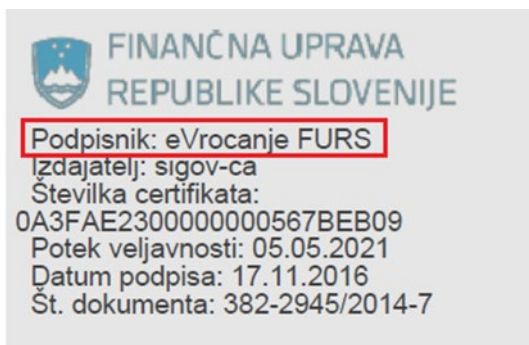 FINANČNA UPRAVA
REPUBLIKE SLOVENIJE
Podpisnik: eVrocanje FURS
Izdajatelj: sigov-ca
Številka certifikata:
0A3FAE2300000000567BEB09
Potek veljavnosti: 05.05.2021
Datum podpisa: 17.11.2016
Št. dokumenta: 382-2945/2014-7